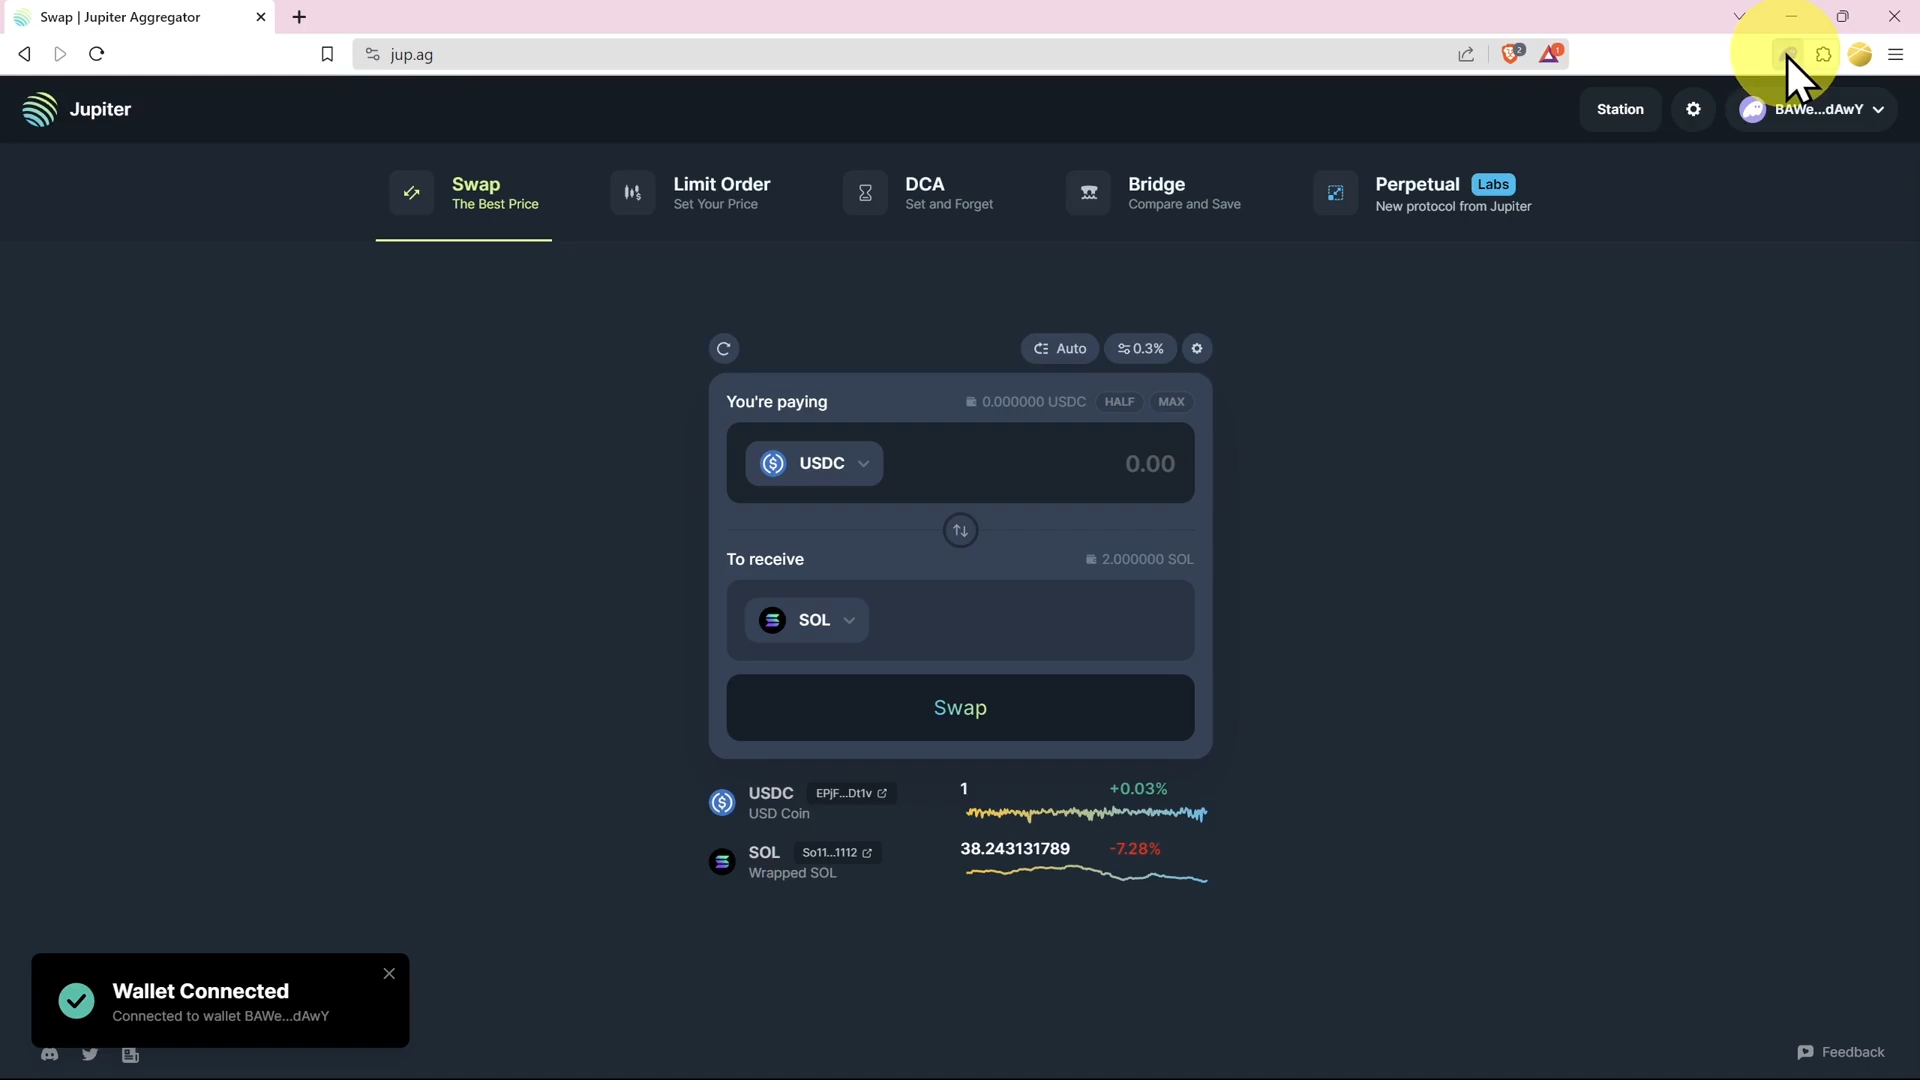 Swap | Jupiter Aggregator
jup.ag
2
1
Jupiter
Station
BAWe...dAwY
Swap
The Best Price
Limit Order
Set Your Price
DCA
Set and Forget
Bridge
Compare and Save
Perpetual Labs
New protocol from Jupiter
Auto
0.3%
You're paying
0.000000 USDC
HALF
MAX
USDC
0.00
To receive
2.000000 SOL
SOL
Swap
USDC EPjF...Dt1v
USD Coin
1
+0.03%
SOL So11...1112
Wrapped SOL
38.243131789
-7.28%
Wallet Connected
Connected to wallet BAWe...dAwY
Feedback